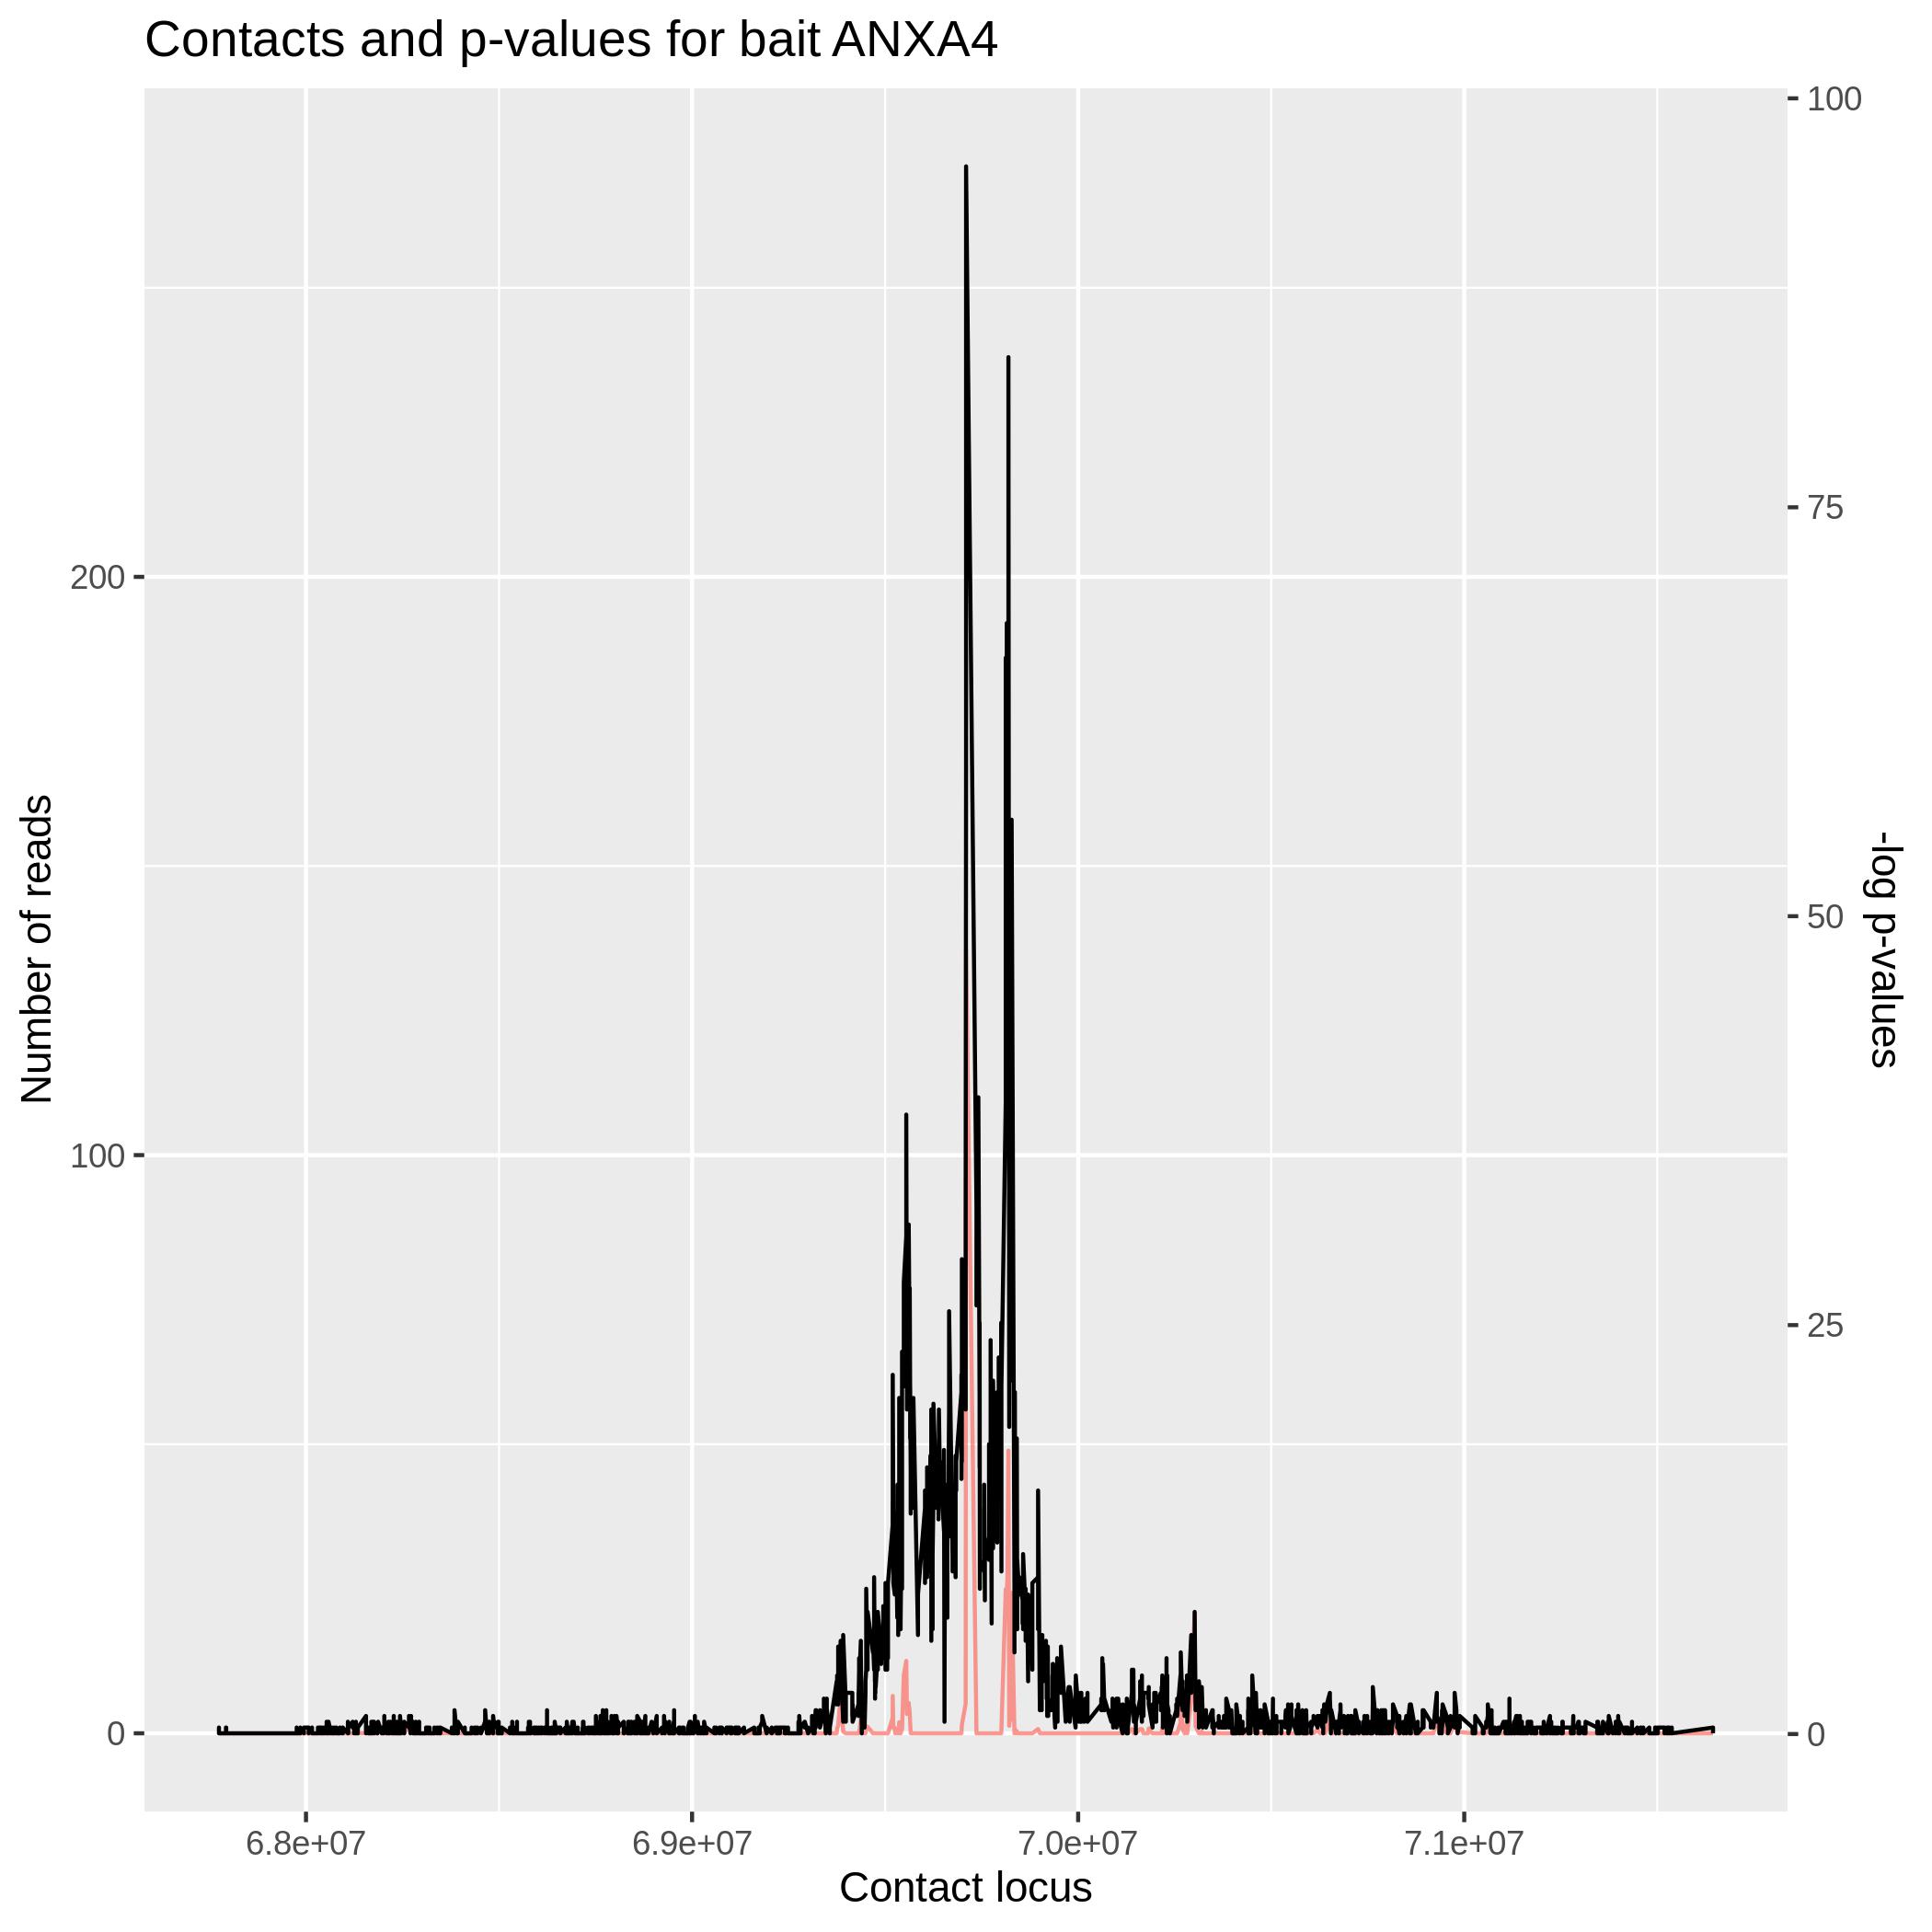 Contacts and p-values for bait ANXA4
Number of reads
200
100
0
100
75
50
25
0
-log p-values
6.8e+07
6.9e+07
7.0e+07
7.1e+07
Contact locus